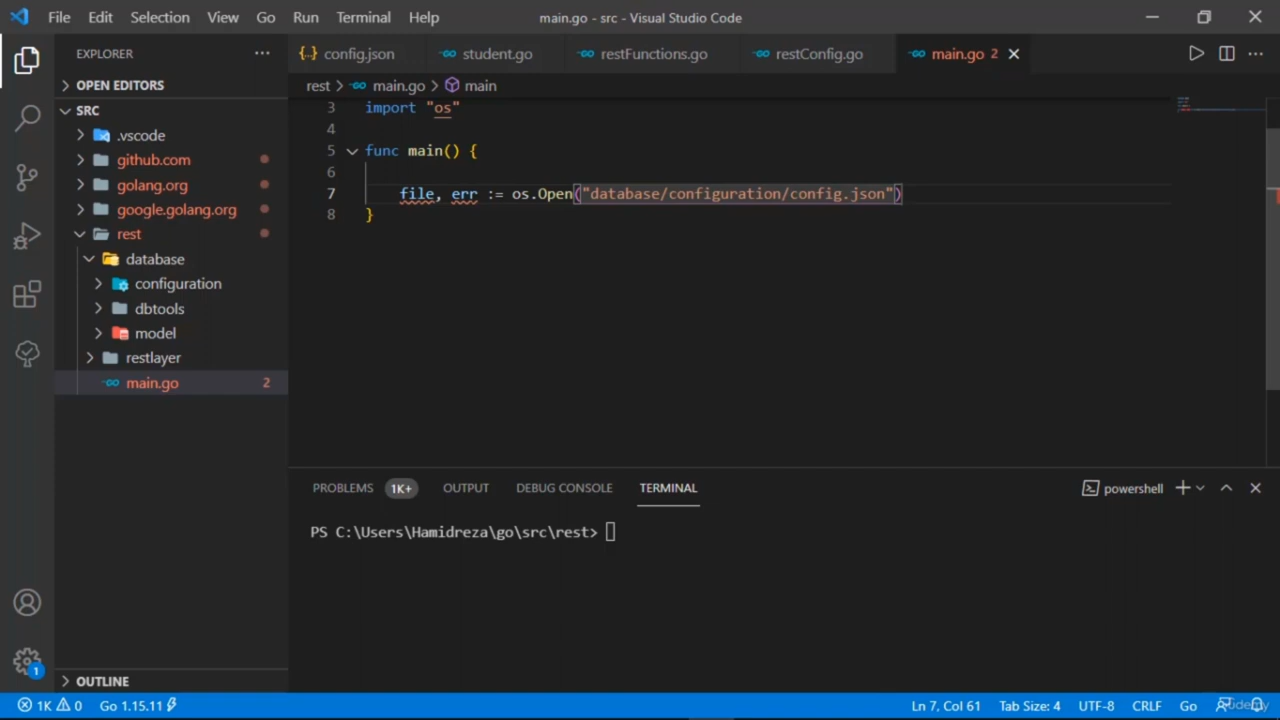 File Edit Selection View Go Run Terminal Help
main.go - src - Visual Studio Code
EXPLORER
OPEN EDITORS
SRC
.vscode
github.com
golang.org
google.golang.org
rest
database
configuration
dbtools
model
restlayer
main.go 2
OUTLINE
config.json student.go restFunctions.go restConfig.go main.go 2
rest > main.go > main
3 import "os"
4
5 func main() {
6
7 file, err := os.Open("database/configuration/config.json")
8 }
PROBLEMS 1K+ OUTPUT DEBUG CONSOLE TERMINAL
powershell
PS C:\Users\Hamidreza\go\src\rest>
1
1K 0 Go 1.15.11
Ln 7, Col 61 Tab Size: 4 UTF-8 CRLF Go